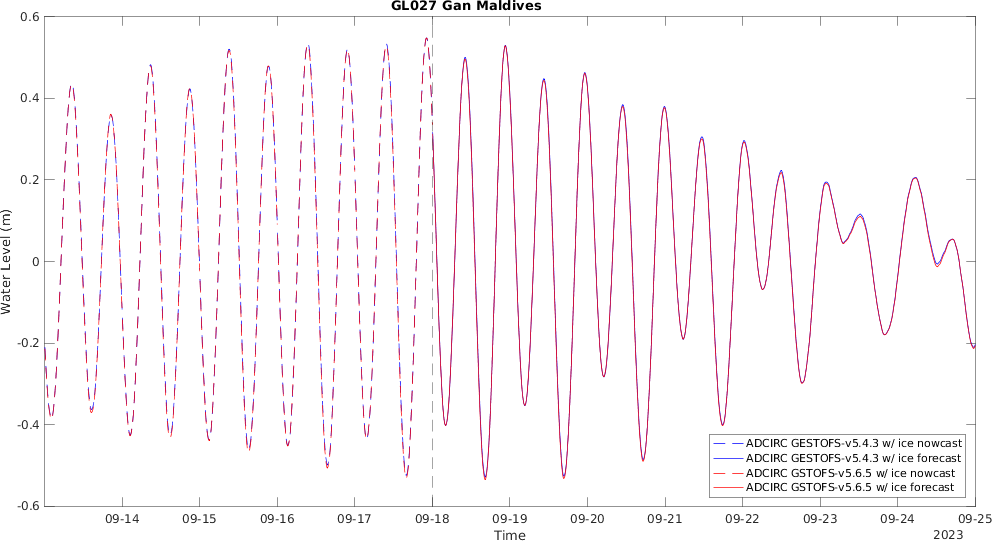 GL027 Gan Maldives
0.6
0.4
0.2
0
-0.2
-0.4
-0.6
Water Level (m)
ADCIRC GESTOFS-v5.4.3 w/ ice nowcast
ADCIRC GESTOFS-v5.4.3 w/ ice forecast
ADCIRC GSTOFS-v5.6.5 w/ ice nowcast
ADCIRC GSTOFS-v5.6.5 w/ ice forecast
09-14 09-15 09-16 09-17 09-18 09-19 09-20 09-21 09-22 09-23 09-24 09-25
Time
2023